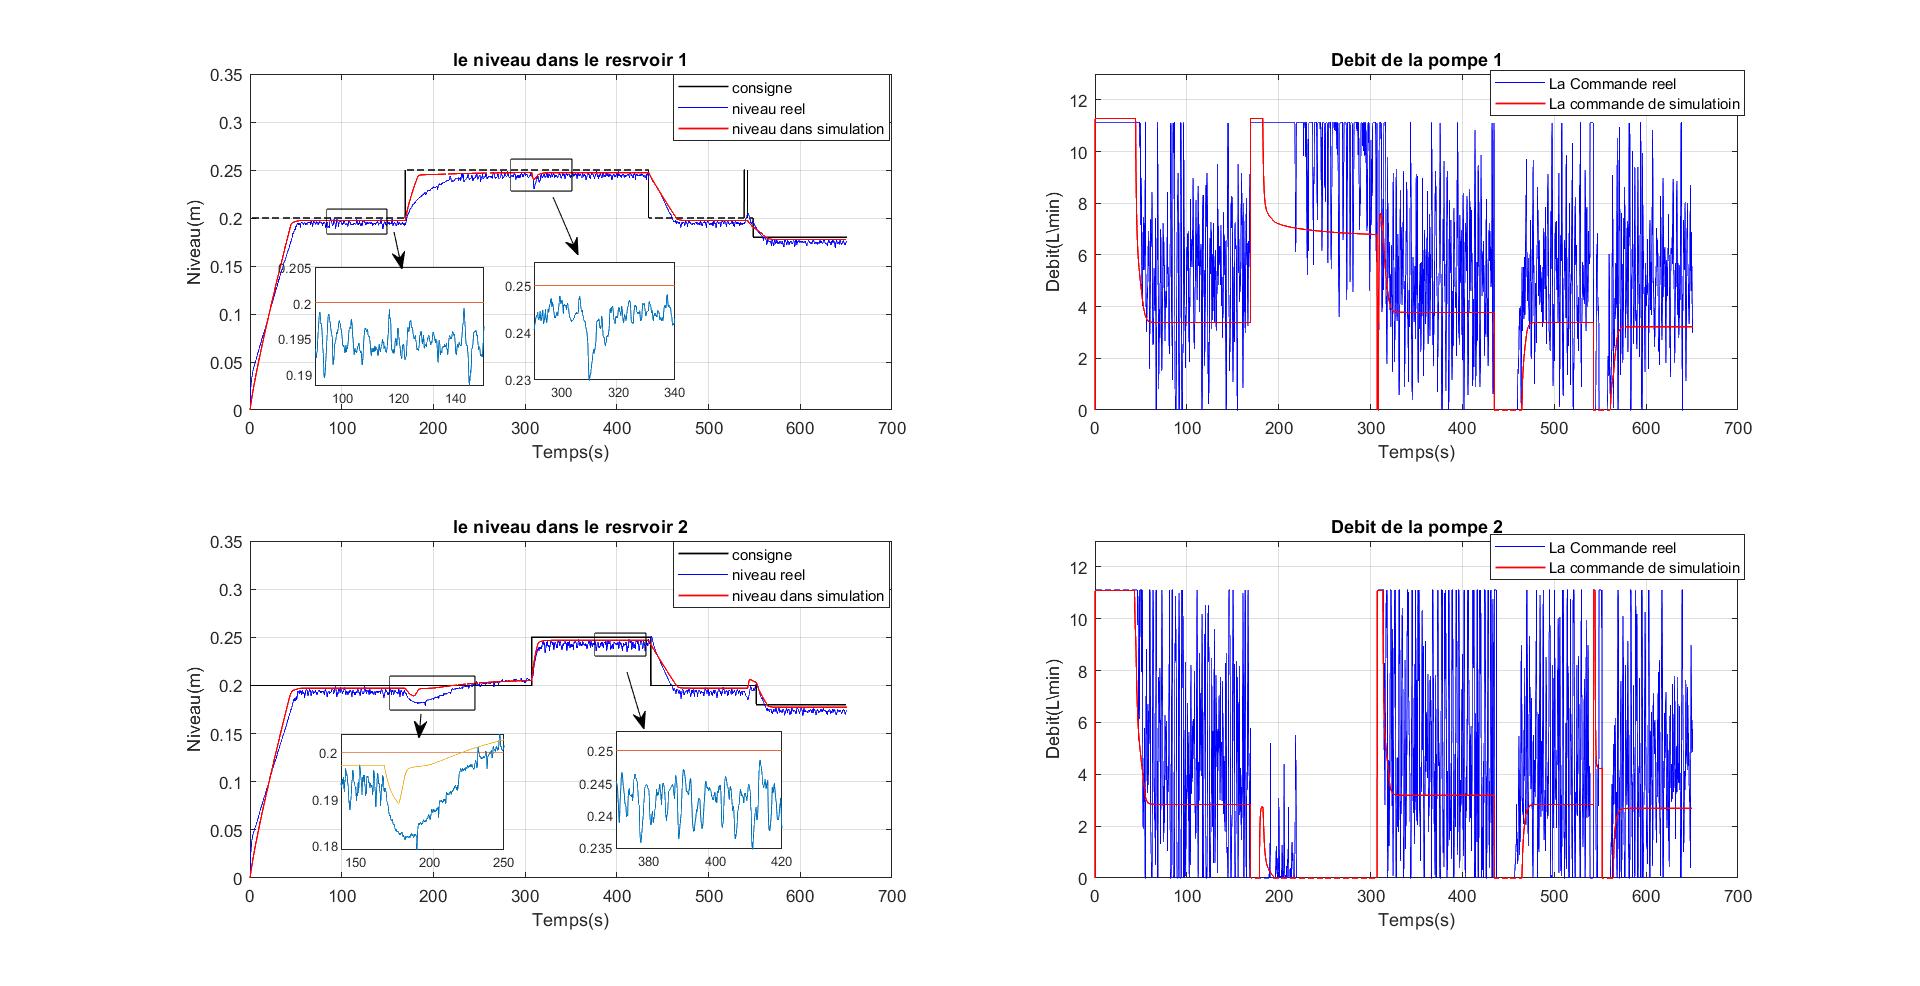 le niveau dans le resrvoir 1
0.35
0.3
0.25
0.2
0.15
0.1
0.05
0
Niveau(m)
consigne
niveau reel
niveau dans simulation
0.205
0.2
0.195
0.19
100 120 140
0.25
0.24
0.23
300 320 340
0 100 200 300 400 500 600 700
Temps(s)
Debit de la pompe 1
12
10
8
6
4
2
0
Debit(L\min)
La Commande reel
La commande de simulatioin
0 100 200 300 400 500 600 700
Temps(s)
le niveau dans le resrvoir 2
0.35
0.3
0.25
0.2
0.15
0.1
0.05
0
Niveau(m)
consigne
niveau reel
niveau dans simulation
0.2
0.19
0.18
150 200 250
0.25
0.245
0.24
0.235
380 400 420
0 100 200 300 400 500 600 700
Temps(s)
Debit de la pompe 2
12
10
8
6
4
2
0
Debit(L\min)
La Commande reel
La commande de simulatioin
0 100 200 300 400 500 600 700
Temps(s)